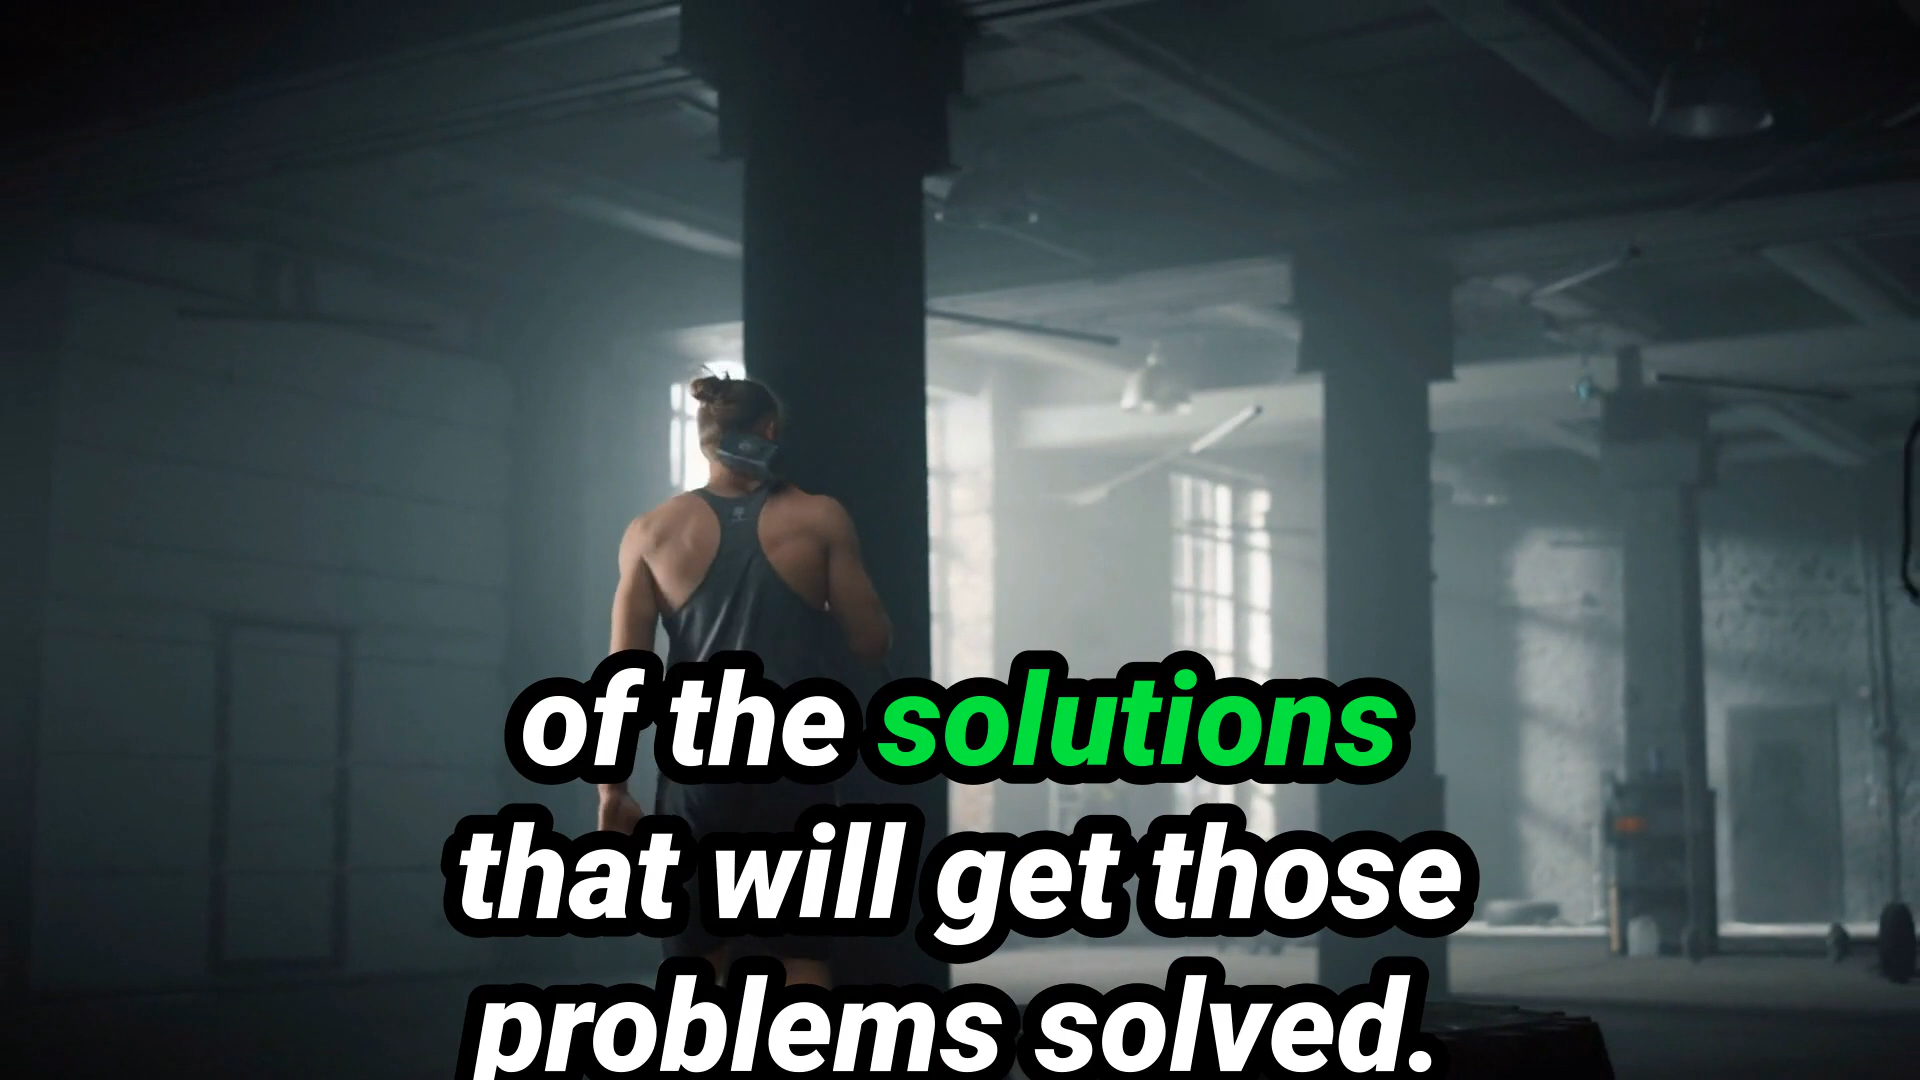 of the solutions
that will get those
problems solved.